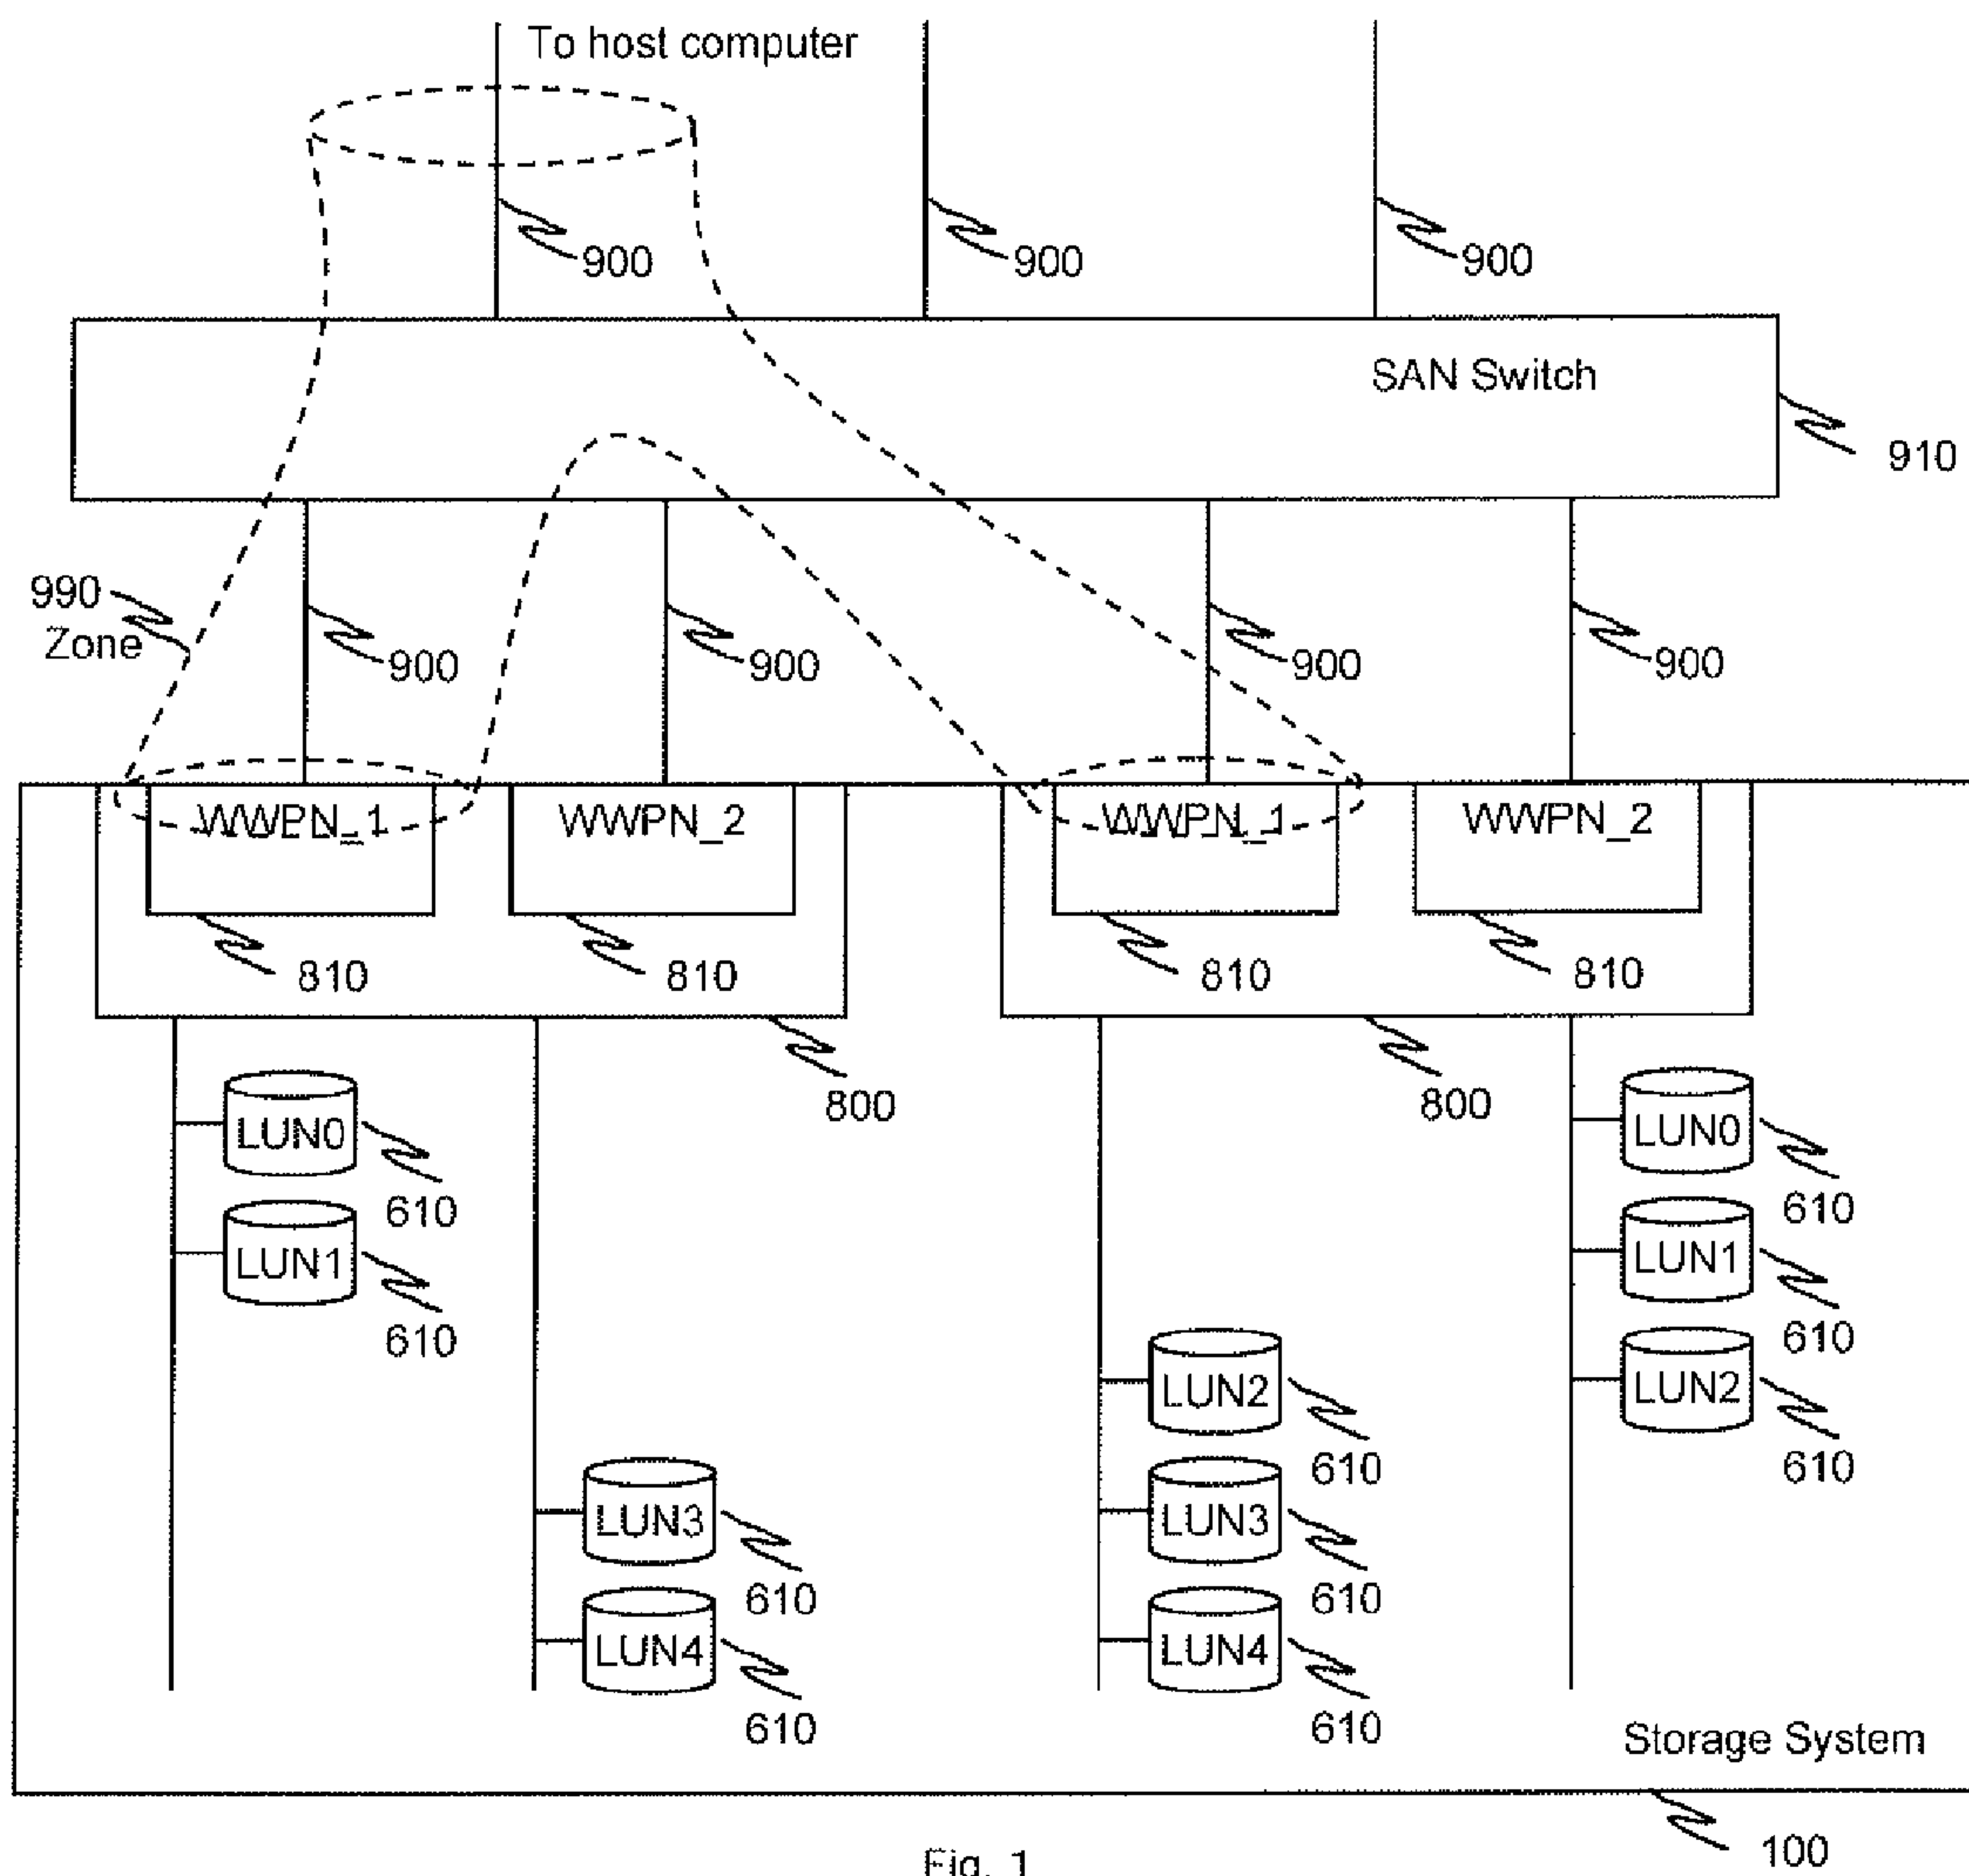 To host computer
900 900 900
SAN Switch
910
990
Zone
900 900 900 900
WWPN_1 WWPN_2 WWPN_1 WWPN_2
810 810 810 810
800 800
LUN0 LUN0
610 610
LUN1 LUN1
610 610
LUN2 LUN2
610 610
LUN3 LUN3
610 610
LUN4 LUN4
610 610
Storage System
100
Fig. 1